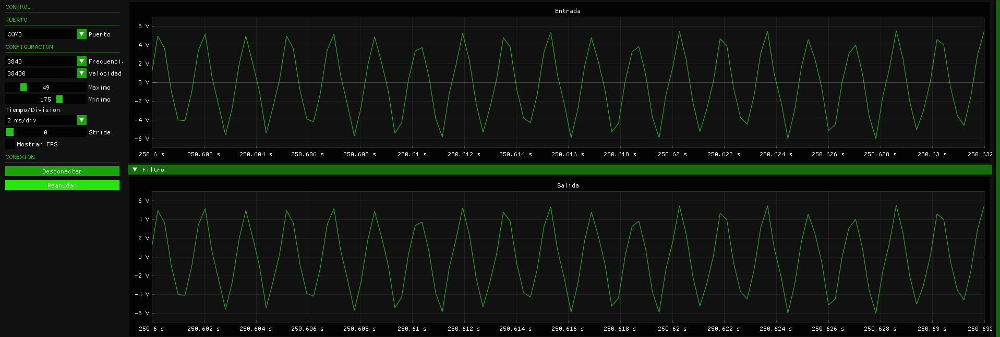 CONTROL
PUERTO
COM3 Puerto
CONFIGURACION
3840 Frecuenci
38400 Velocidad
49 Maximo
175 Minimo
Tiempo/Division
2 ms/div
0 Stride
Mostrar FPS
CONEXION
Desconectar
Reanudar
Entrada
6 V
4 V
2 V
0 V
-2 V
-4 V
-6 V
250.6 s 250.602 s 250.604 s 250.606 s 250.608 s 250.61 s 250.612 s 250.614 s 250.616 s 250.618 s 250.62 s 250.622 s 250.624 s 250.626 s 250.628 s 250.63 s 250.632
Filtro
Salida
6 V
4 V
2 V
0 V
-2 V
-4 V
-6 V
250.6 s 250.602 s 250.604 s 250.606 s 250.608 s 250.61 s 250.612 s 250.614 s 250.616 s 250.618 s 250.62 s 250.622 s 250.624 s 250.626 s 250.628 s 250.63 s 250.632